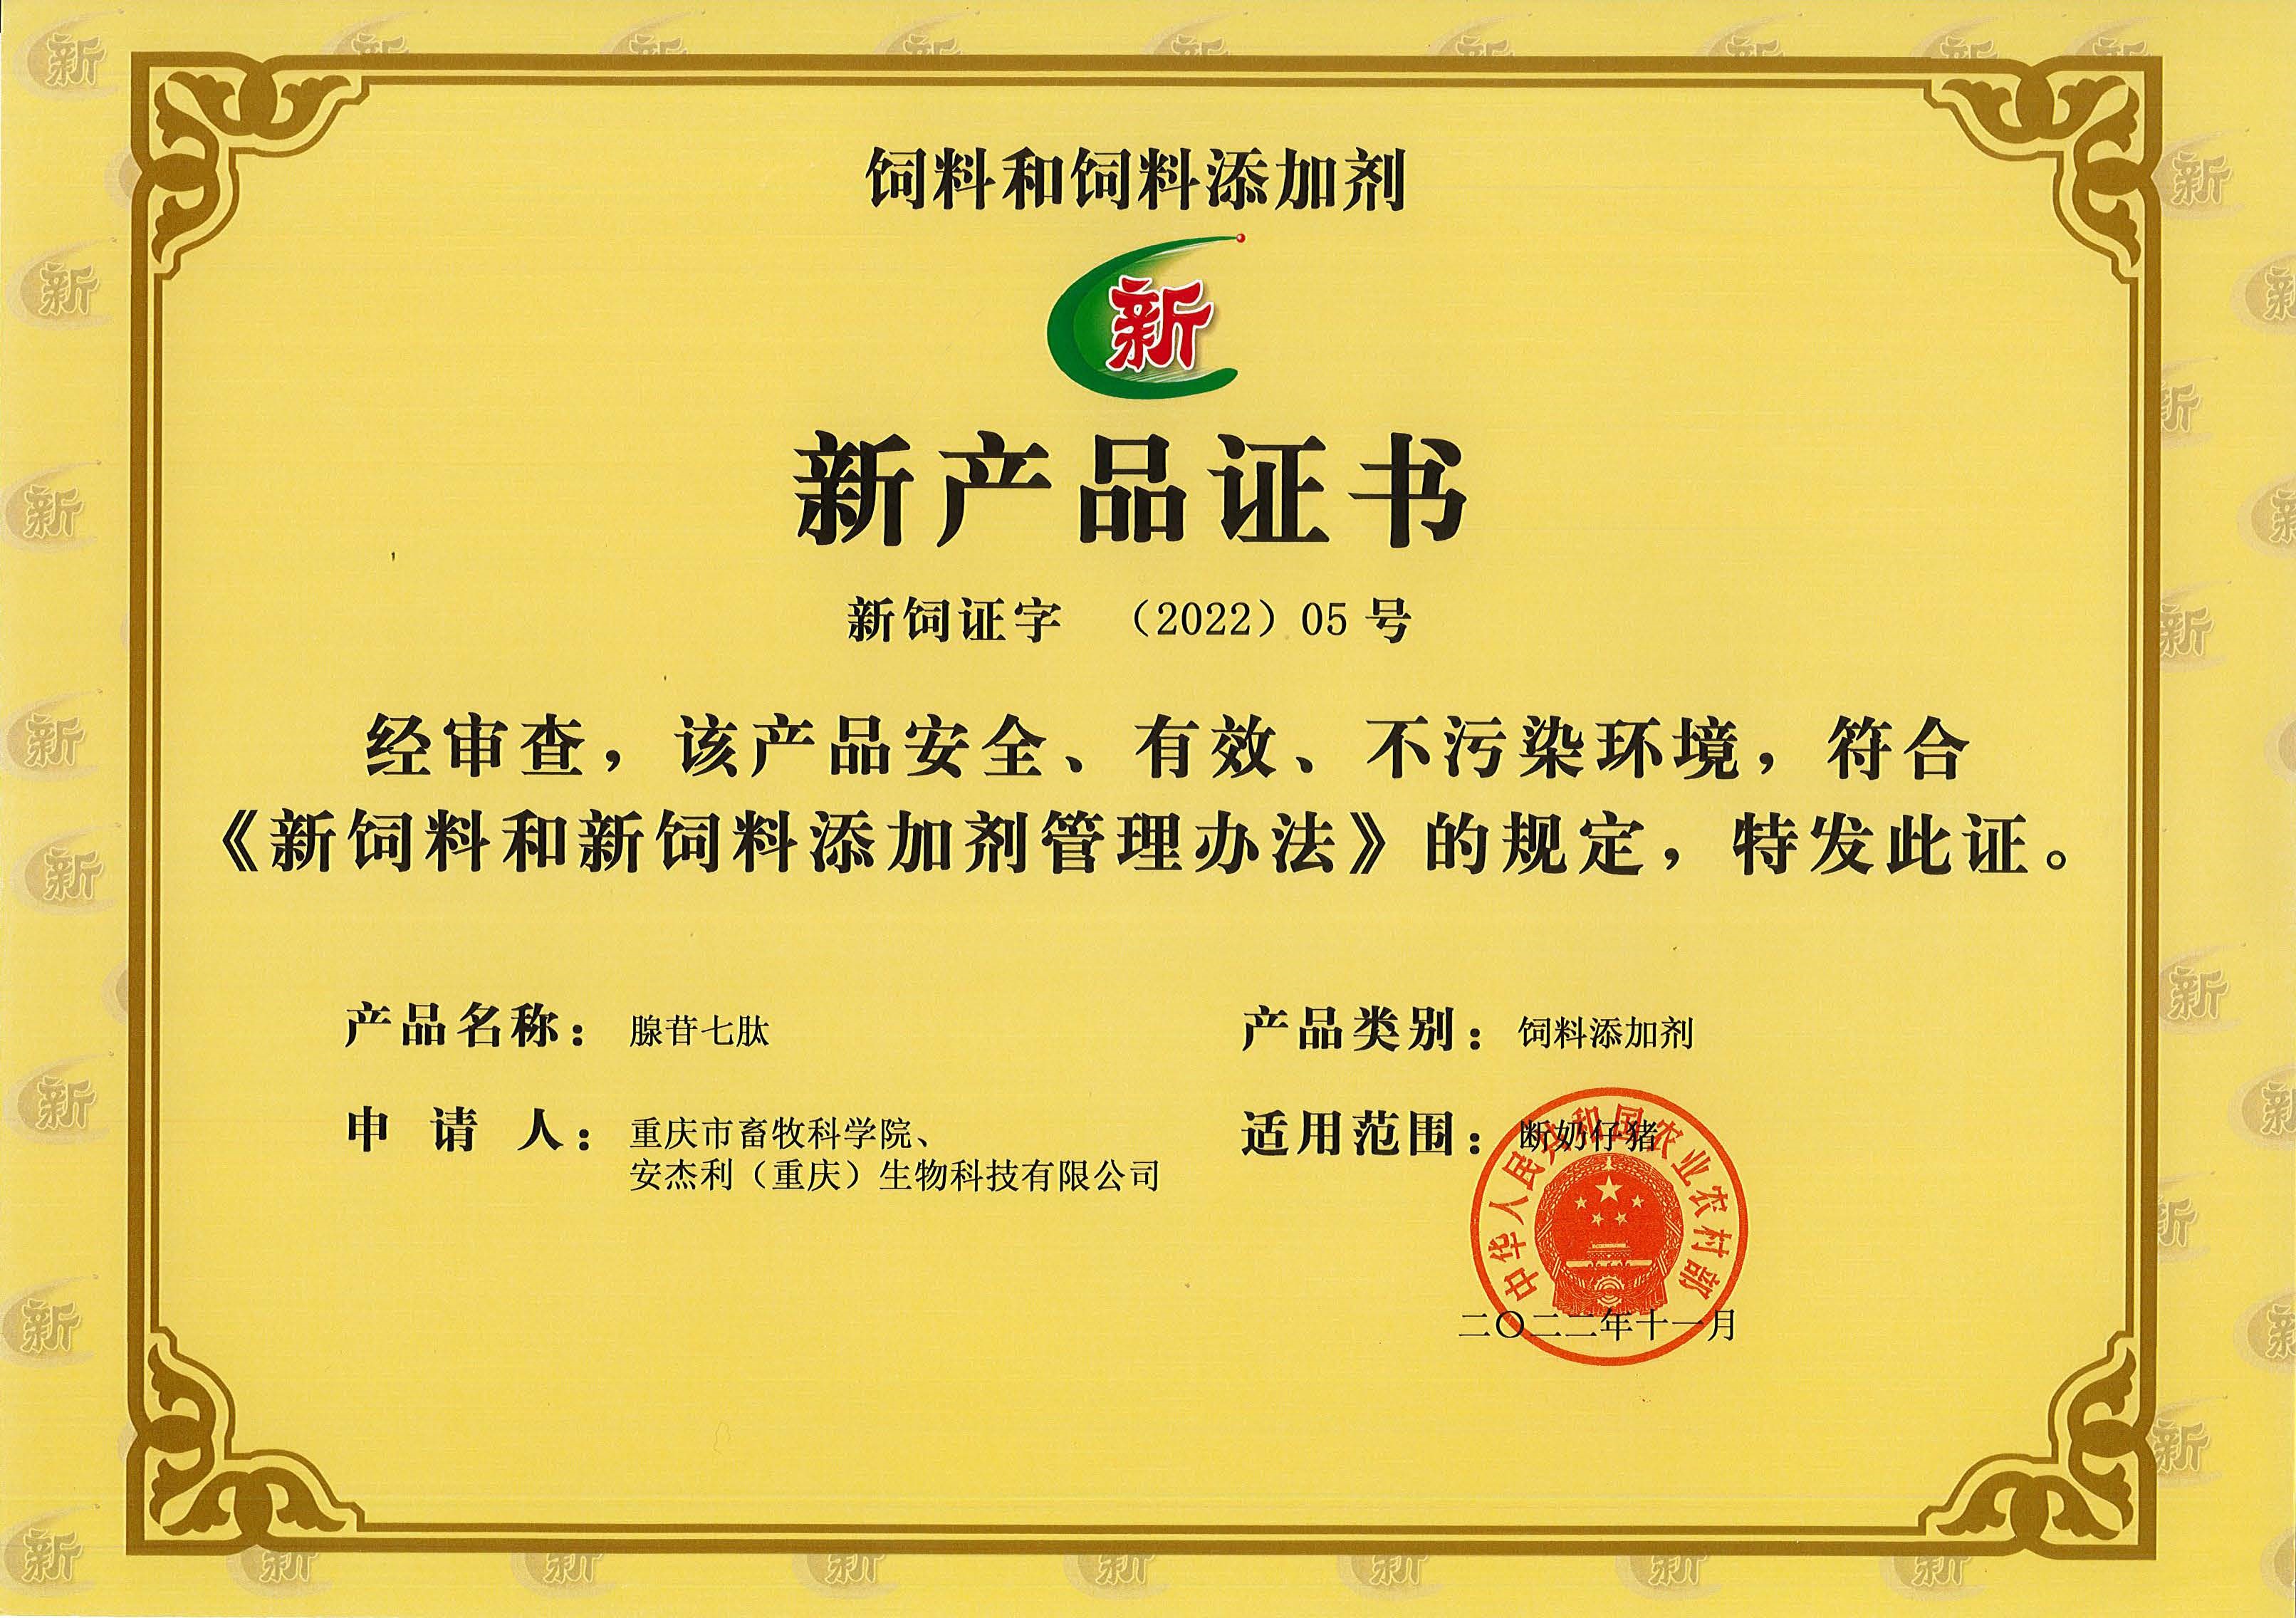 饲料和饲料添加剂
新
新产品证书
新饲证字 （2022）05 号
经审查，该产品安全、有效、不污染环境，符合
《新饲料和新饲料添加剂管理办法》的规定，特发此证。
产品名称： 腺苷七肽
产品类别： 饲料添加剂
申 请 人： 重庆市畜牧科学院、
安杰利（重庆）生物科技有限公司
适用范围： 断奶仔猪
中华人民共和国农业农村部
二〇二二年十一月